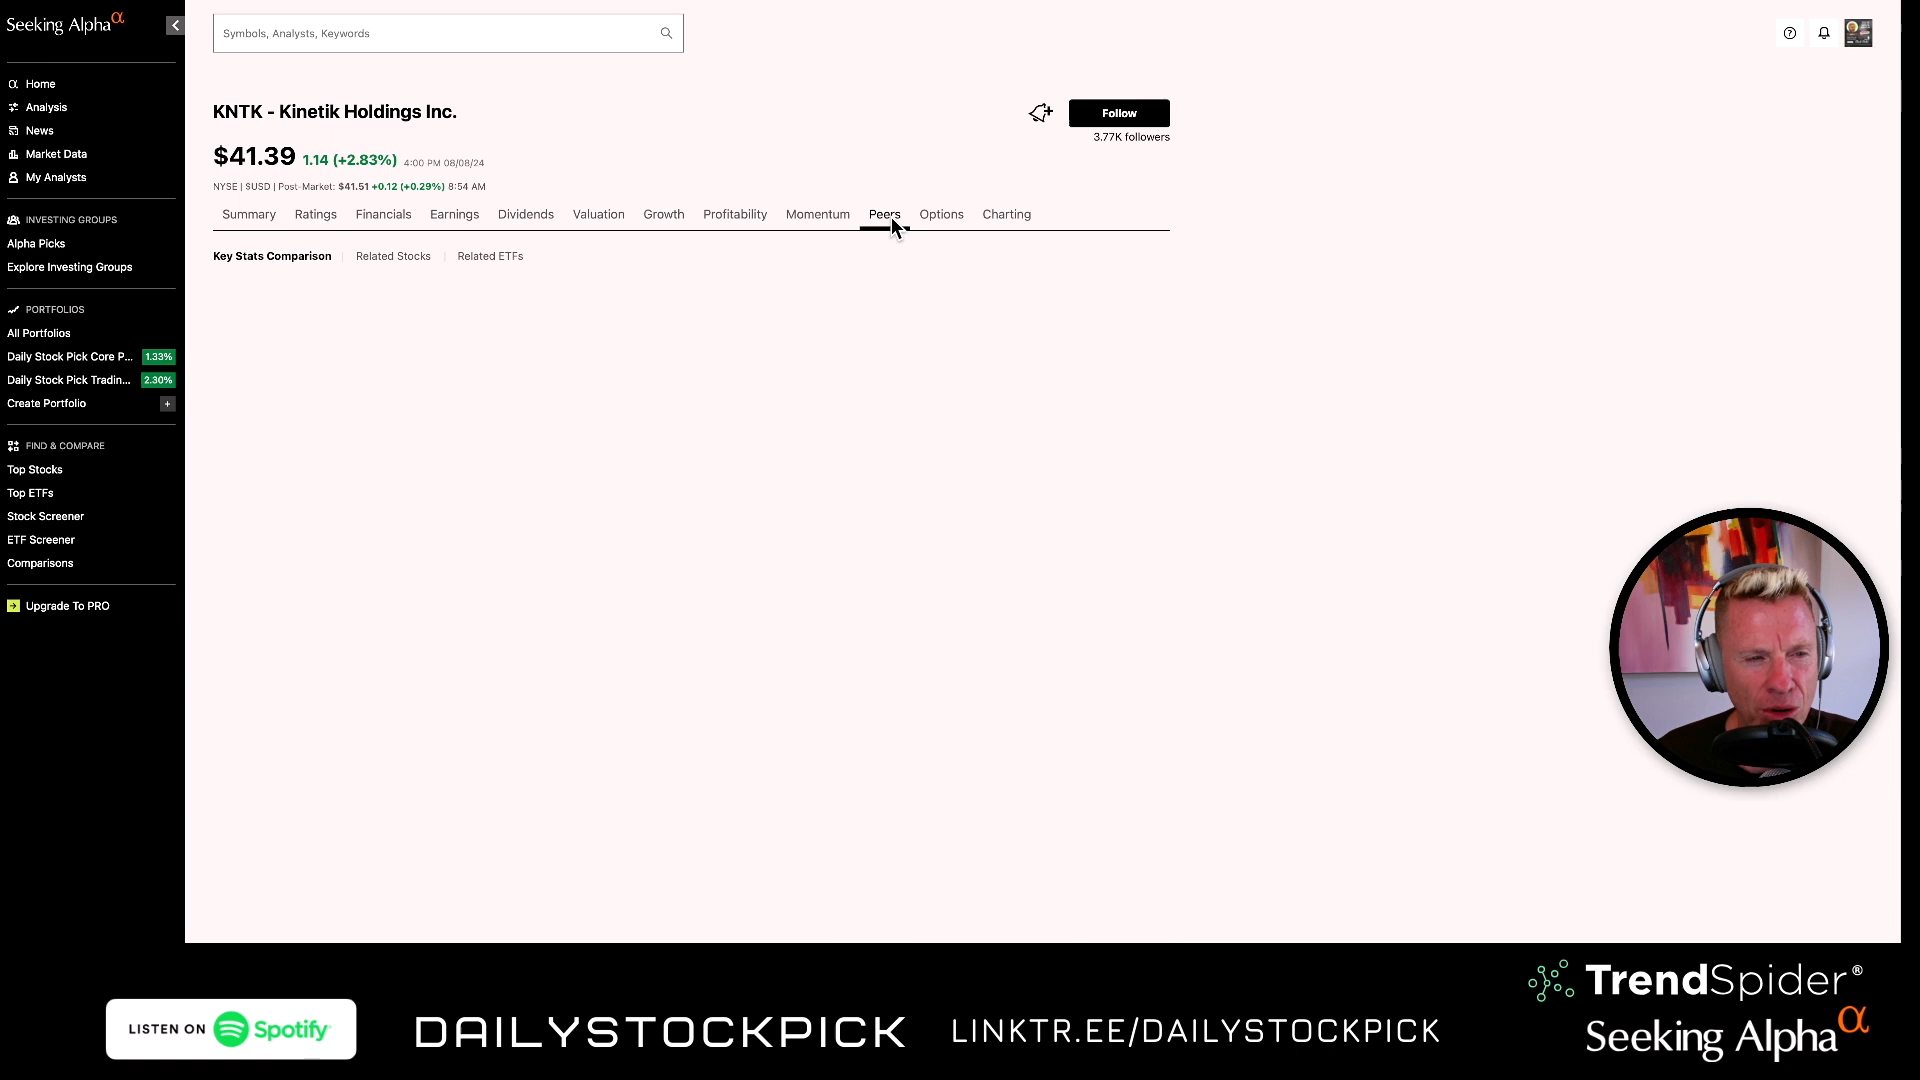 Seeking Alpha α
Symbols, Analysts, Keywords
Home
Analysis
News
Market Data
My Analysts
INVESTING GROUPS
Alpha Picks
Explore Investing Groups
PORTFOLIOS
All Portfolios
Daily Stock Pick Core P... 1.33%
Daily Stock Pick Tradin... 2.30%
Create Portfolio +
FIND & COMPARE
Top Stocks
Top ETFs
Stock Screener
ETF Screener
Comparisons
Upgrade To PRO
KNTK - Kinetik Holdings Inc.
Follow
3.77K followers
$41.39 1.14 (+2.83%) 4:00 PM 08/08/24
NYSE | $USD | Post-Market: $41.51 +0.12 (+0.29%) 8:54 AM
Summary Ratings Financials Earnings Dividends Valuation Growth Profitability Momentum Peers Options Charting
Key Stats Comparison | Related Stocks | Related ETFs
LISTEN ON Spotify
DAILYSTOCKPICK
LINKTR.EE/DAILYSTOCKPICK
TrendSpider®
Seeking Alpha α